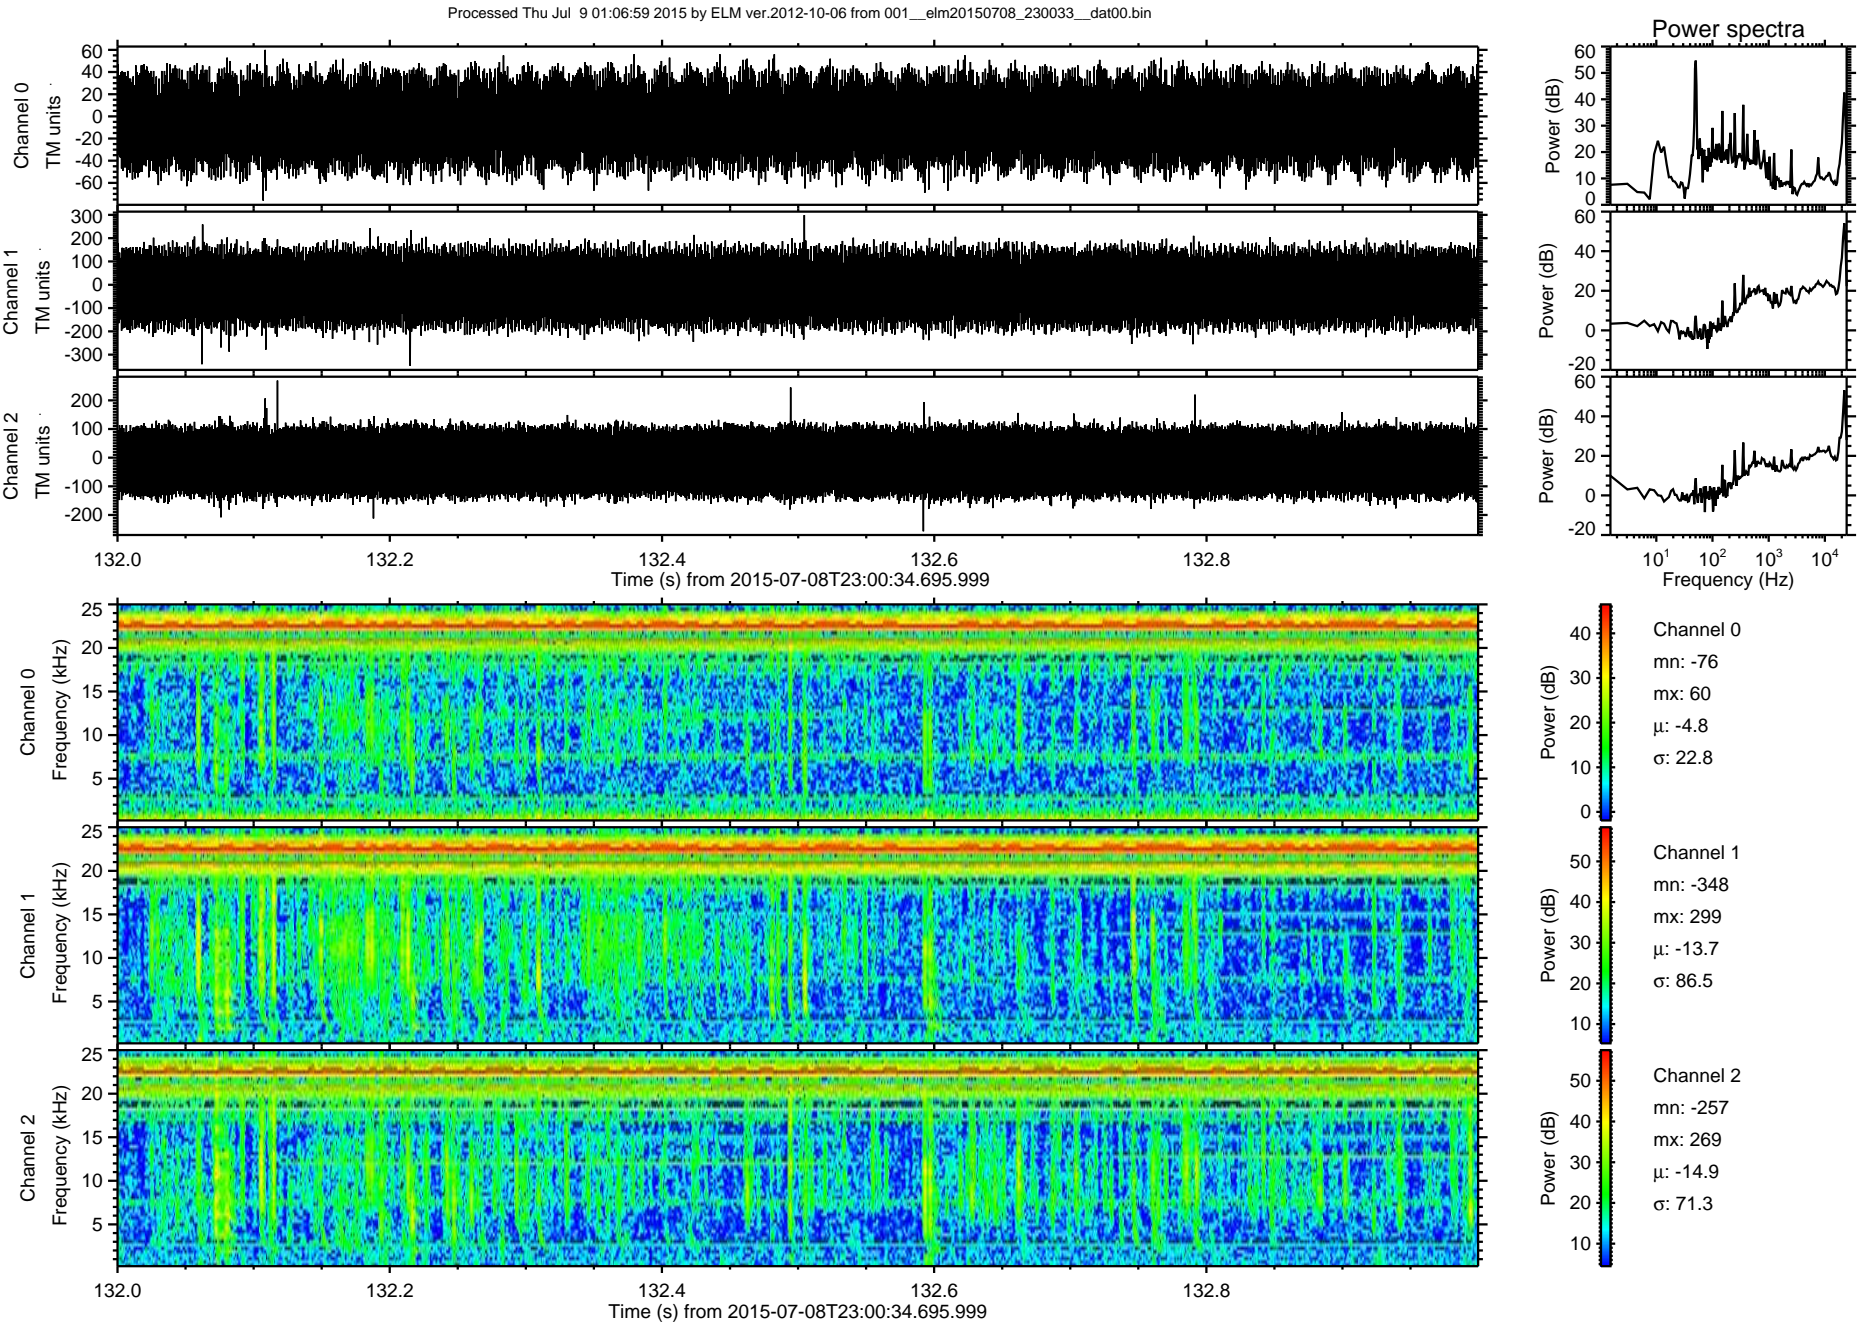 Processed Thu Jul 9 01:06:59 2015 by ELM ver.2012-10-06 from 001__elm20150708_230033__dat00.bin
Power spectra
Channel 0
TM units
60
40
20
0
-20
-40
-60
Power (dB)
60
50
40
30
20
10
0
Channel 1
TM units
300
200
100
0
-100
-200
-300
Power (dB)
60
40
20
0
-20
Channel 2
TM units
200
100
0
-100
-200
Power (dB)
60
40
20
0
-20
132.0 132.2 132.4 132.6 132.8
Time (s) from 2015-07-08T23:00:34.695.999
10¹ 10² 10³ 10⁴
Frequency (Hz)
Channel 0
Frequency (kHz)
25
20
15
10
5
Power (dB)
40
30
20
10
0
Channel 0
mn: -76
mx: 60
µ: -4.8
σ: 22.8
Channel 1
Frequency (kHz)
25
20
15
10
5
Power (dB)
50
40
30
20
10
Channel 1
mn: -348
mx: 299
µ: -13.7
σ: 86.5
Channel 2
Frequency (kHz)
25
20
15
10
5
Power (dB)
50
40
30
20
10
Channel 2
mn: -257
mx: 269
µ: -14.9
σ: 71.3
132.0 132.2 132.4 132.6 132.8
Time (s) from 2015-07-08T23:00:34.695.999